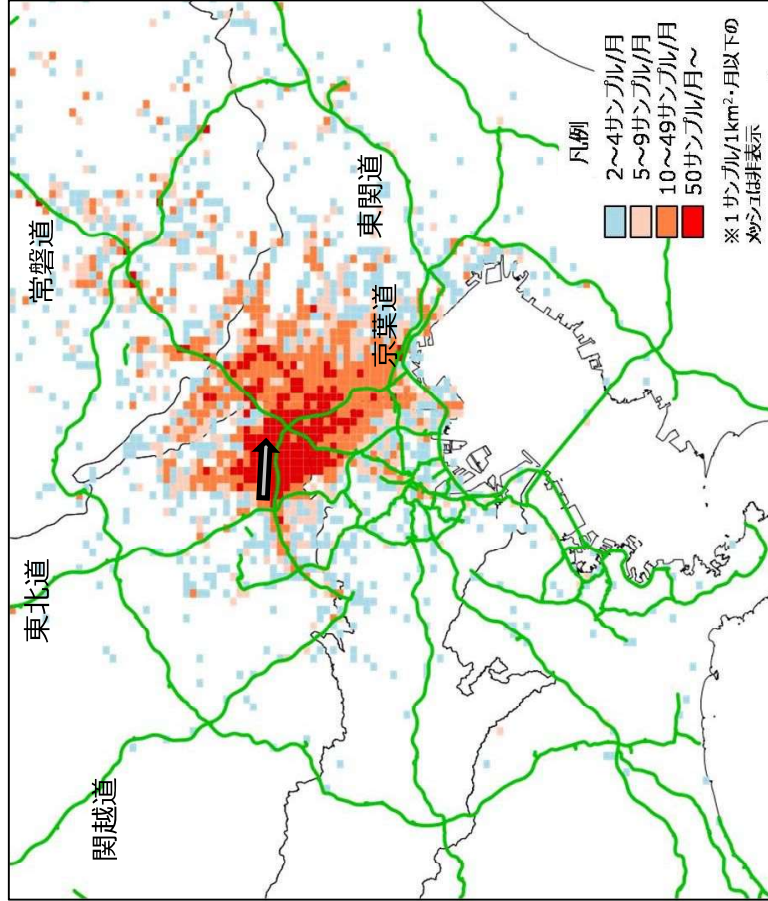 常磐道
東北道
東関道
京葉道
関越道
凡例
2～4サンプル/月
5～9サンプル/月
10～49サンプル/月
50サンプル/月～
※１サンプル/1km²・月以下の
メッシュは非表示